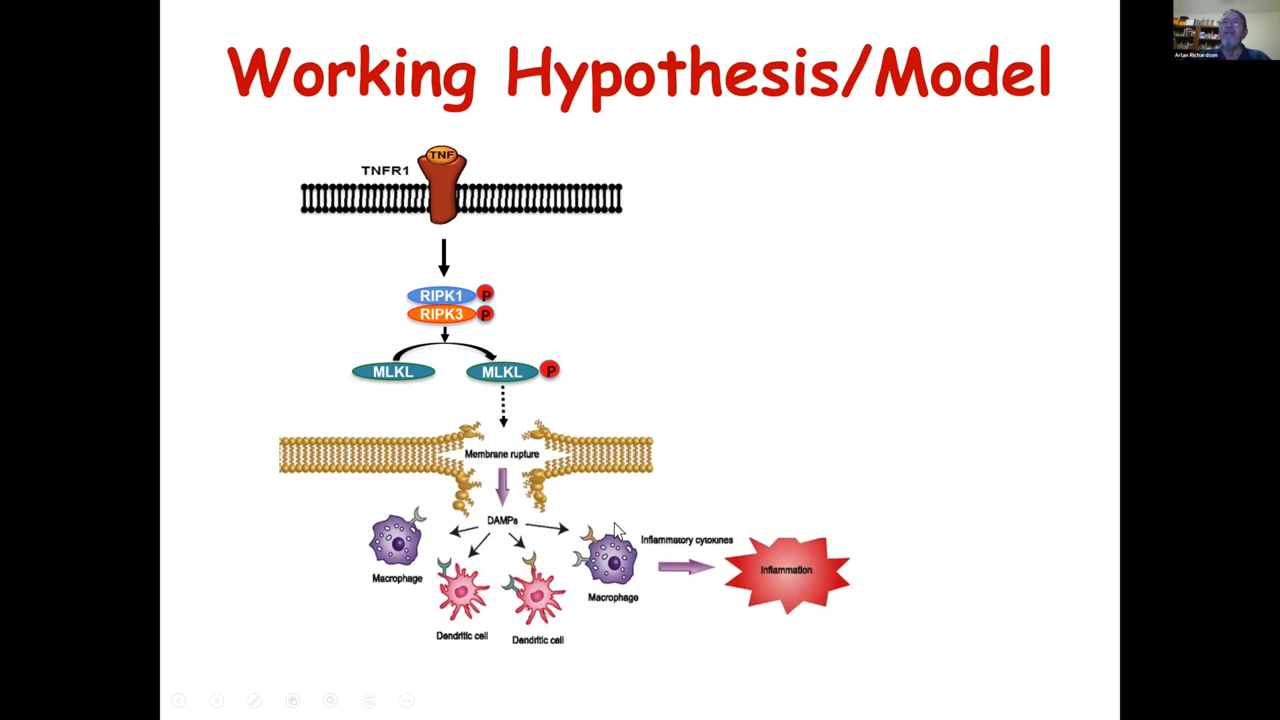 Working Hypothesis/Model
Arlan Richardson
TNF
TNFR1
RIPK1 P
RIPK3 P
MLKL MLKL P
Membrane rupture
DAMPs
Inflammatory cytokines
Inflammation
Macrophage
Macrophage
Dendritic cell
Dendritic cell